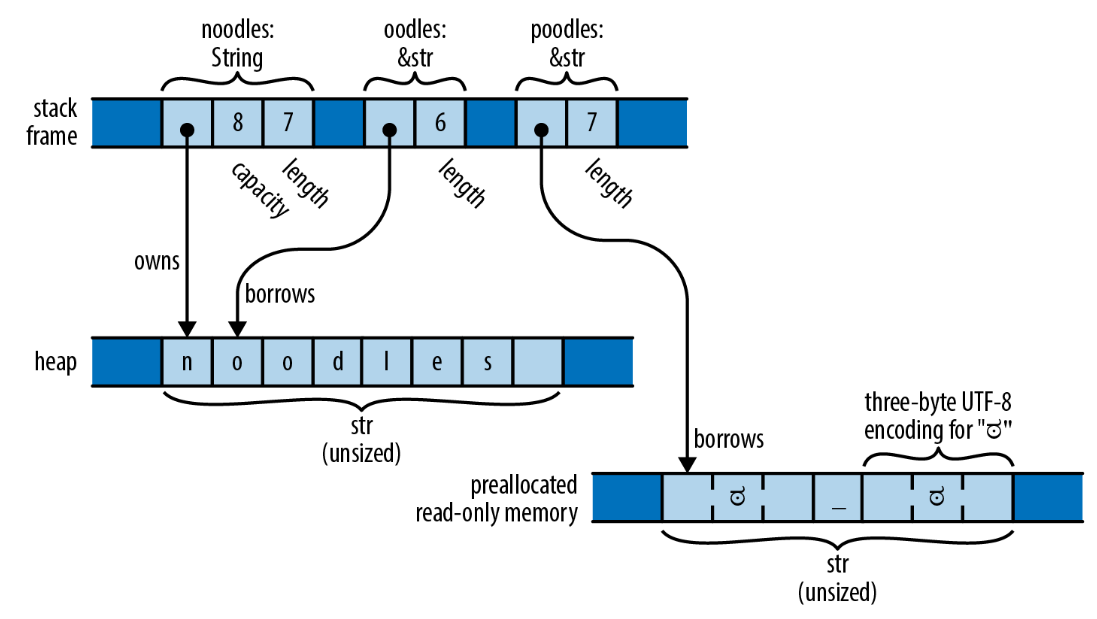 noodles:
String
oodles:
&str
poodles:
&str
stack
frame
8
7
6
7
capacity
length
length
length
owns
borrows
heap
n o o d l e s
str
(unsized)
borrows
three-byte UTF-8
encoding for "ಠ"
preallocated
read-only memory
ಠ _ ಠ
str
(unsized)